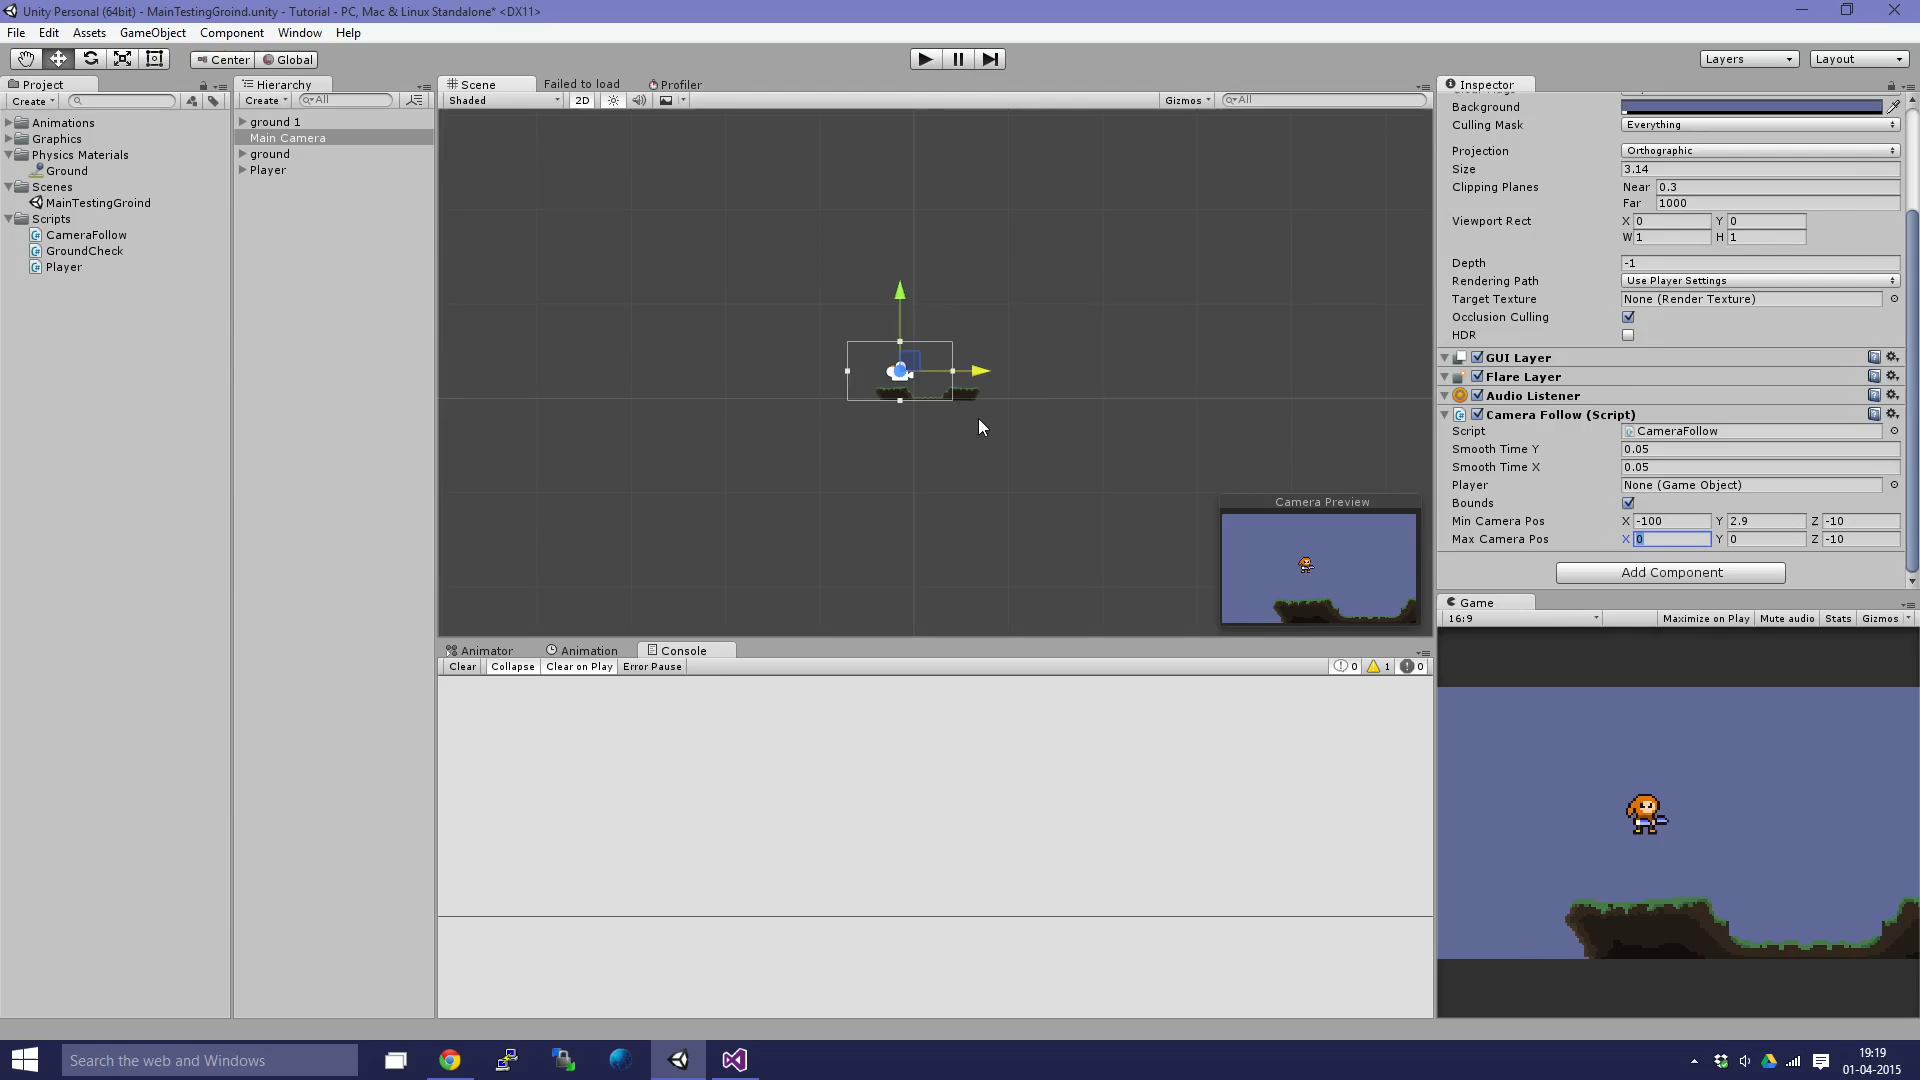 Unity Personal (64bit) - MainTestingGroind.unity - Tutorial - PC, Mac & Linux Standalone* <DX11>
File Edit Assets GameObject Component Window Help
Center Global Layers Layout
Project
Create
Animations
Graphics
Physics Materials
Ground
Scenes
MainTestingGroind
Scripts
CameraFollow
GroundCheck
Player
Hierarchy
Create All
ground 1
Main Camera
ground
Player
Scene Failed to load Profiler
Shaded 2D Gizmos All
Camera Preview
Animator Animation Console
Clear Collapse Clear on Play Error Pause 0 1 0
Inspector
Background
Culling Mask Everything
Projection Orthographic
Size 3.14
Clipping Planes Near 0.3
Far 1000
Viewport Rect X 0 Y 0
W 1 H 1
Depth -1
Rendering Path Use Player Settings
Target Texture None (Render Texture)
Occlusion Culling
HDR
GUI Layer
Flare Layer
Audio Listener
Camera Follow (Script)
Script CameraFollow
Smooth Time Y 0.05
Smooth Time X 0.05
Player None (Game Object)
Bounds
Min Camera Pos X -100 Y 2.9 Z -10
Max Camera Pos X 0 Y 0 Z -10
Add Component
Game
16:9 Maximize on Play Mute audio Stats Gizmos
Search the web and Windows
19:19
01-04-2015